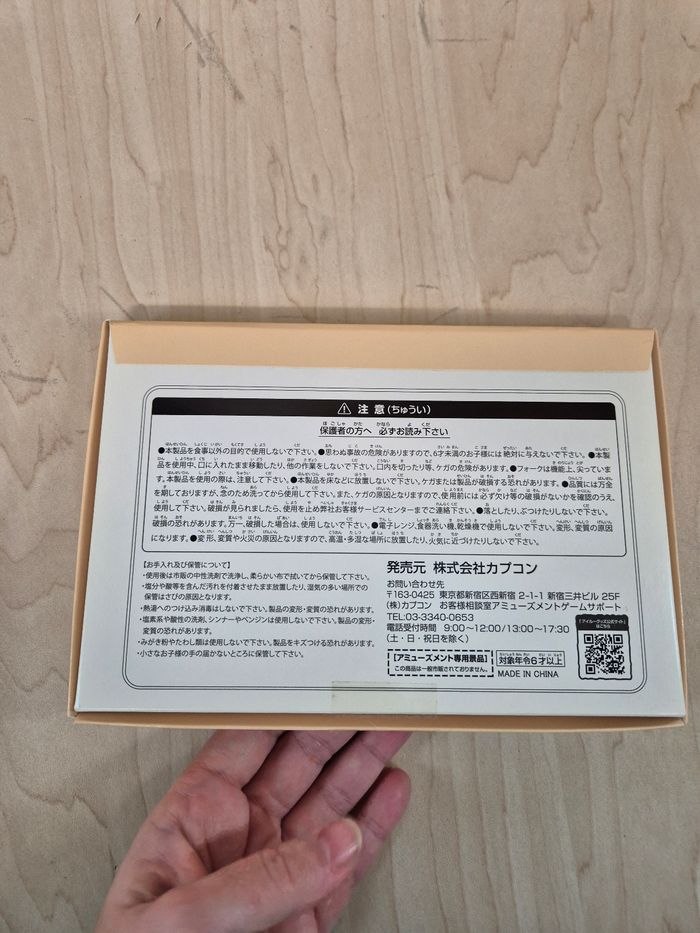 ⚠ 注意(ちゅうい)
保護者の方へ 必ずお読み下さい
●本製品を食事以外の目的で使用しないで下さい。●思わぬ事故の危険がありますので、6才未満のお子様には絶対に与えないで下さい。●本製
品を使用中、口に入れたまま移動したり、他の作業をしないで下さい。口内を切ったり等、ケガの危険があります。●フォークは機能上、尖っていま
す。本製品を使用の際は、注意して下さい。●本製品を床などに放置しないで下さい。ケガまたは製品が破損する恐れがあります。●品質には万全
を期しておりますが、念のため洗ってから使用して下さい。また、ケガの原因となりますので、使用前には必ず欠け等の破損がないかを確認のうえ、
使用して下さい。破損が見られましたら、使用を止め弊社お客様サービスセンターまでご連絡下さい。●落としたり、ぶつけたりしないで下さい。
破損の恐れがあります。万一、破損した場合は、使用しないで下さい。●電子レンジ、食器洗い機、乾燥機で使用しないで下さい。変形、変質の原因
になります。●変形、変質や火災の原因となりますので、高温・多湿な場所に放置したり、火気に近づけたりしないで下さい。
【お手入れ及び保管について】
・使用後は市販の中性洗剤で洗浄し、柔らかい布で拭いてから保管して下さい。
・塩分や酸等を含んだ汚れを付着させたまま放置したり、湿気の多い場所での
保管はさびの原因となります。
・熱湯へのつけ込み消毒はしないで下さい。製品の変形・変質の恐れがあります。
・塩素系や酸性の洗剤、シンナーやベンジンは使用しないで下さい。製品の変形・
変質の恐れがあります。
・みがき粉やたわし類は使用しないで下さい。製品をキズつける恐れがあります。
・小さなお子様の手の届かないところに保管して下さい。
発売元 株式会社カプコン
お問い合わせ先
〒163-0425 東京都新宿区西新宿 2-1-1 新宿三井ビル 25F
(株)カプコン お客様相談室アミューズメントゲームサポート
TEL:03-3340-0653
電話受付時間 9:00~12:00/13:00~17:30
(土・日・祝日を除く)
【アイルーグッズ公式サイト】
はこちら
【アミューズメント専用景品】
この商品は一般市販されておりません。
対象年令6才以上
MADE IN CHINA